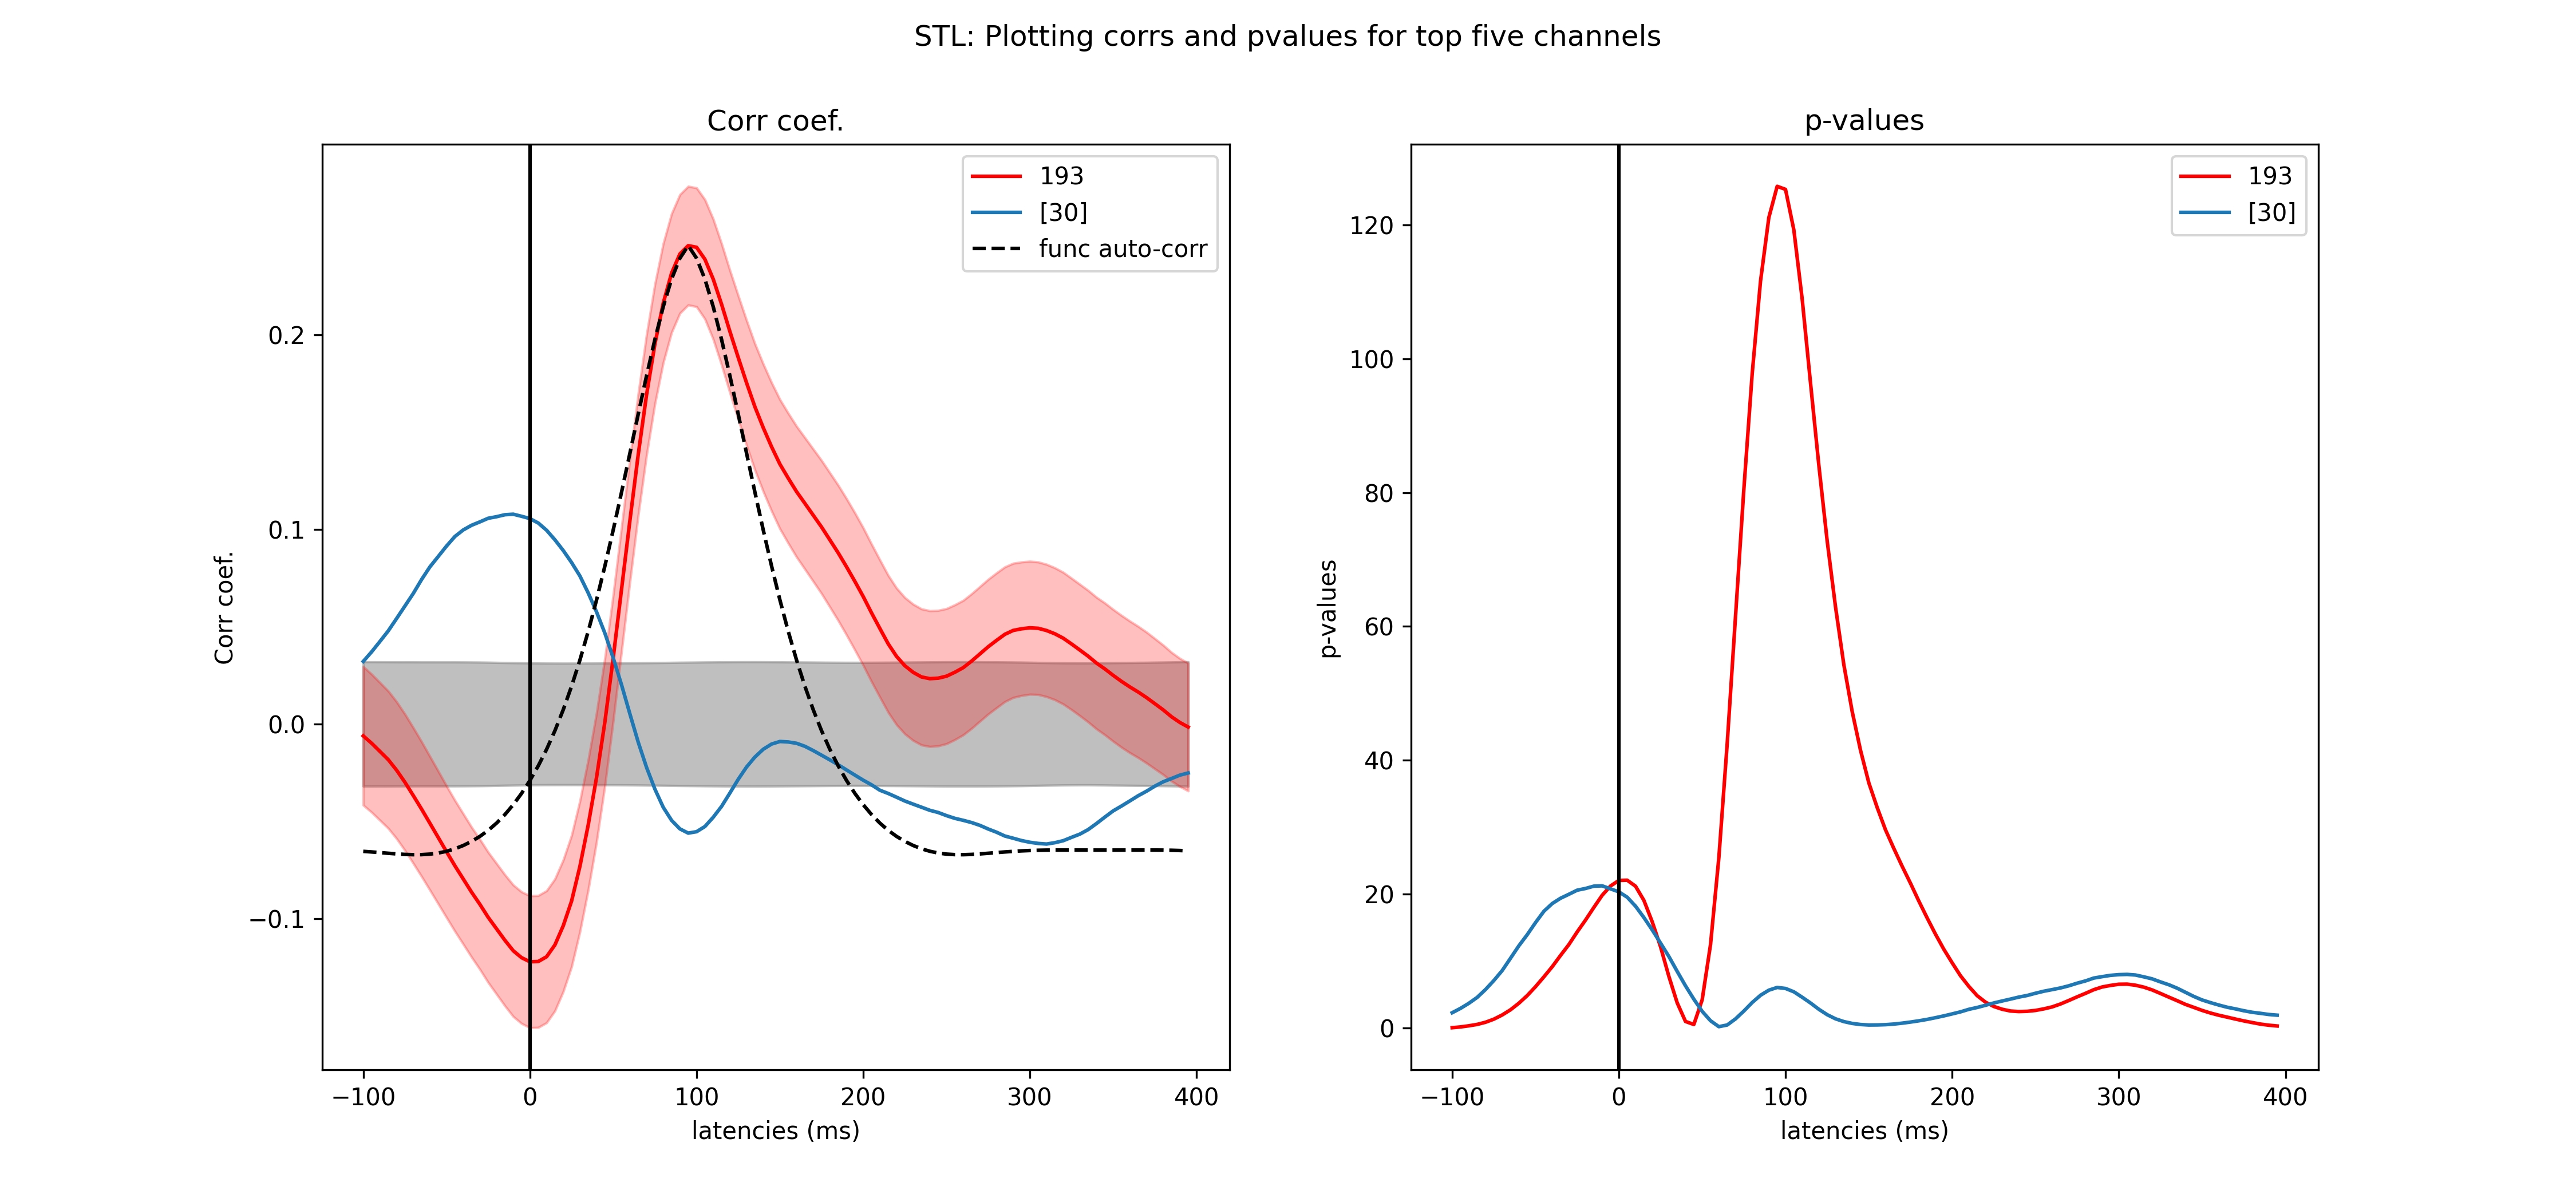 STL: Plotting corrs and pvalues for top five channels
Corr coef.
193
[30]
func auto-corr
0.2
0.1
0.0
−0.1
Corr coef.
−100 0 100 200 300 400
latencies (ms)
p-values
193
[30]
120
100
80
60
40
20
0
p-values
−100 0 100 200 300 400
latencies (ms)